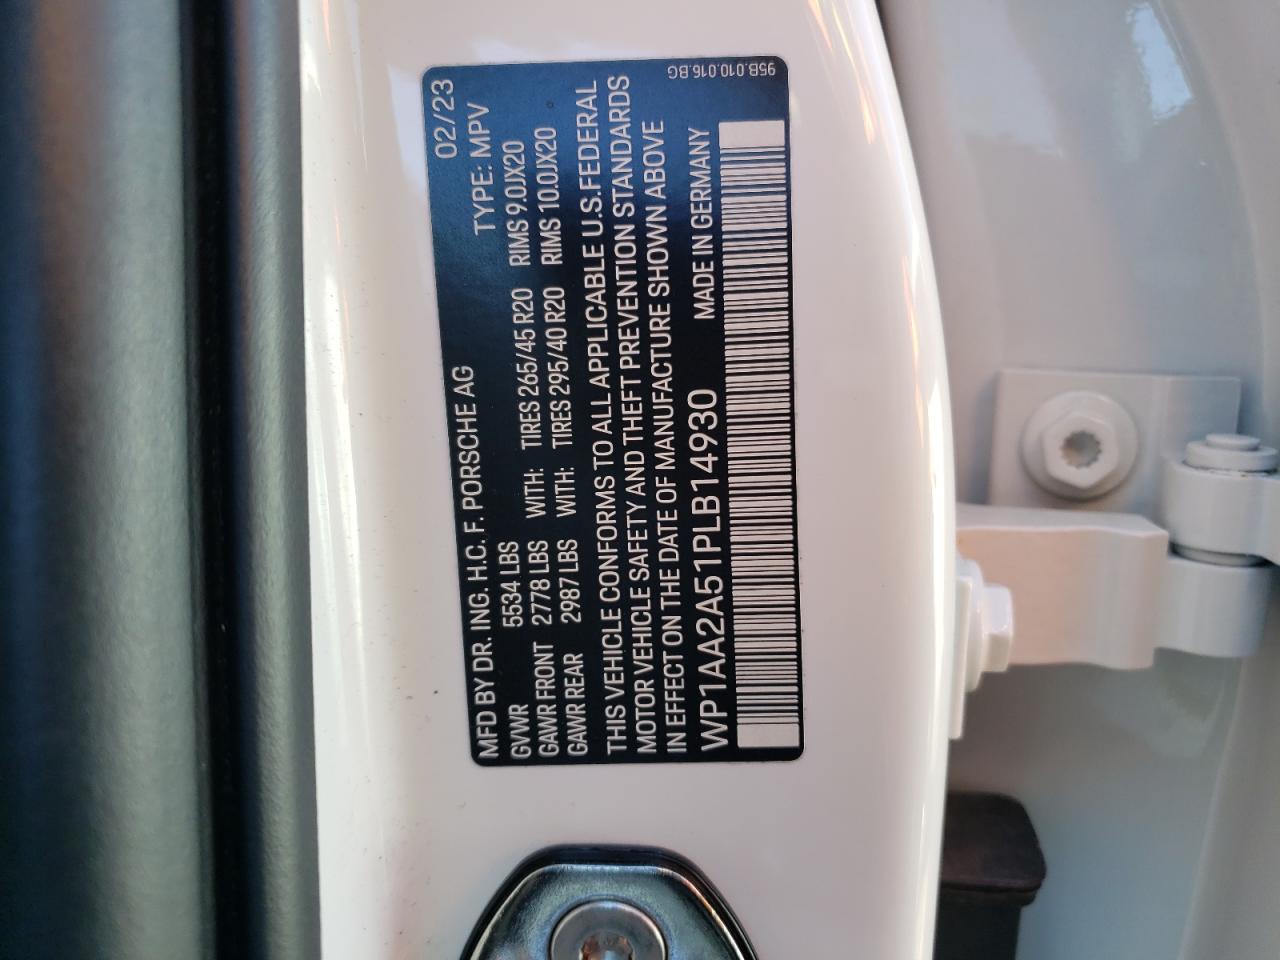 MFD BY DR. ING. H.C. F. PORSCHE AG 02/23
GVWR 5534 LBS TYPE: MPV
GAWR FRONT 2778 LBS WITH: TIRES 265/45 R20 RIMS 9.0JX20
GAWR REAR 2987 LBS WITH: TIRES 295/40 R20 RIMS 10.0JX20
THIS VEHICLE CONFORMS TO ALL APPLICABLE U.S.FEDERAL
MOTOR VEHICLE SAFETY AND THEFT PREVENTION STANDARDS
IN EFFECT ON THE DATE OF MANUFACTURE SHOWN ABOVE
WP1AA2A51PLB14930 MADE IN GERMANY
95B.010.016.BG